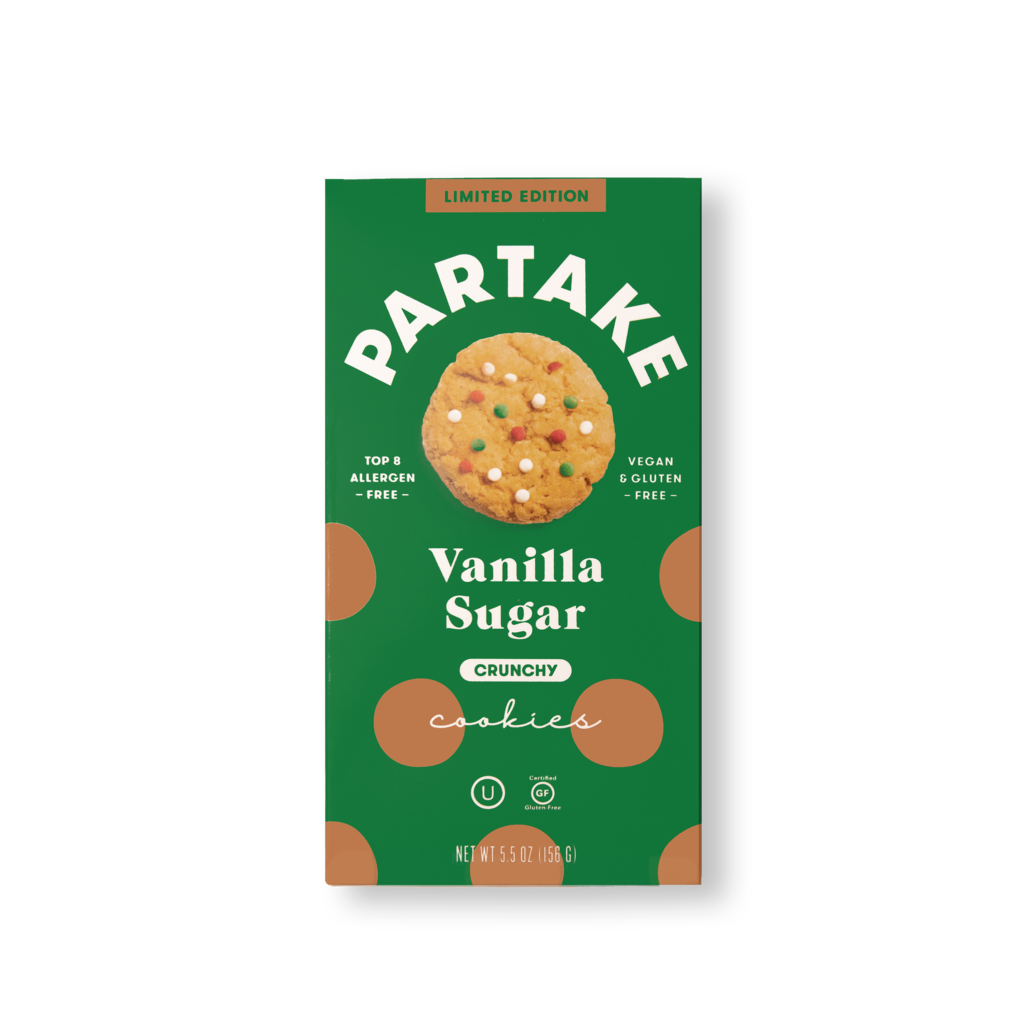 LIMITED EDITION
PARTAKE
TOP 8
ALLERGEN
– FREE –
VEGAN
& GLUTEN
– FREE –
Vanilla
Sugar
CRUNCHY
cookies
U
Certified
GF
Gluten Free
NET WT 5.5 OZ (156 G)